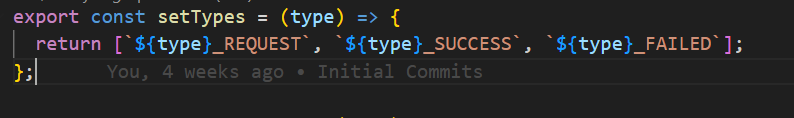 export const setTypes = (type) => {
  return [`${type}_REQUEST`, `${type}_SUCCESS`, `${type}_FAILED`];
};        You, 4 weeks ago • Initial Commits